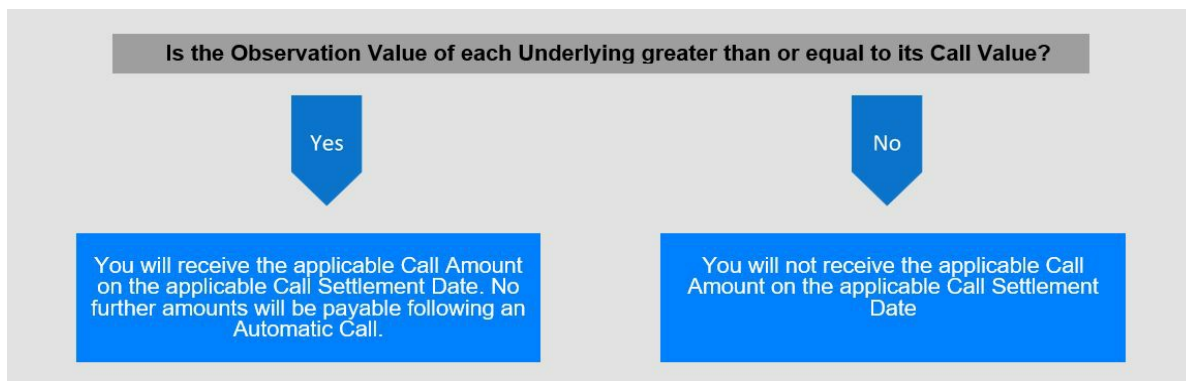 Is the Observation Value of each Underlying greater than or equal to its Call Value?
Yes
No
You will receive the applicable Call Amount
on the applicable Call Settlement Date. No
further amounts will be payable following an
Automatic Call.
You will not receive the applicable Call
Amount on the applicable Call Settlement
Date